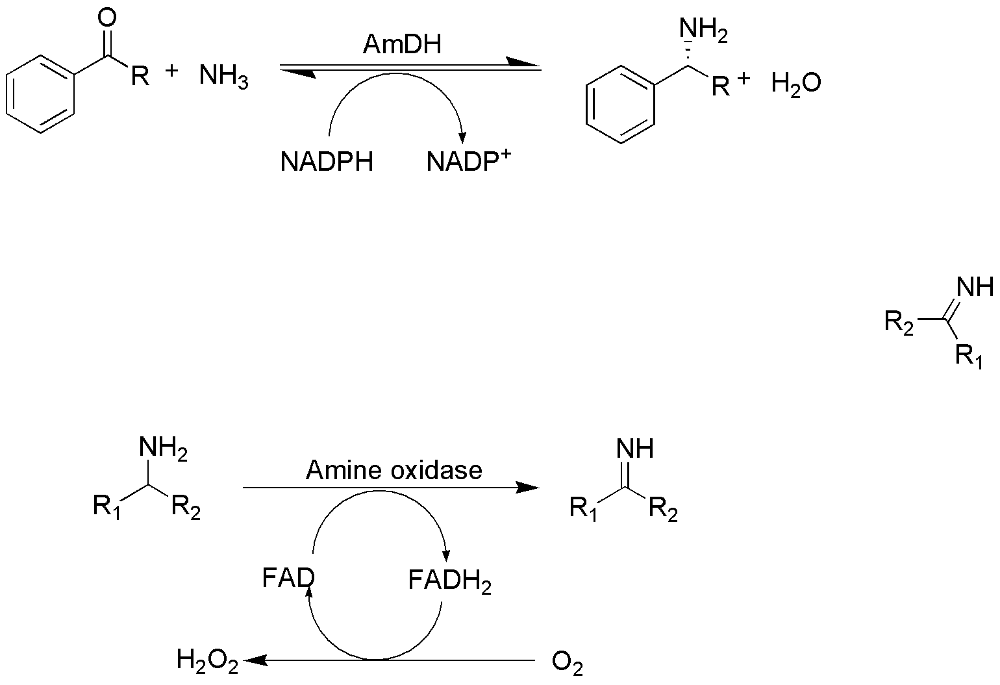 O
AmDH
R + NH3
NH2
R + H2O
NADPH NADP+
NH
R2
R1
NH2
R1 R2
Amine oxidase
NH
R1 R2
FAD FADH2
H2O2 O2